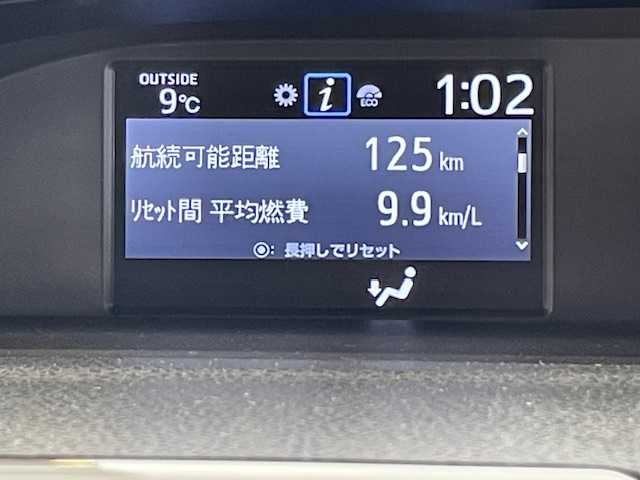 OUTSIDE
9℃
i
ECO
1:02
航続可能距離 125 km
リセット間 平均燃費 9.9 km/L
◉: 長押しでリセット